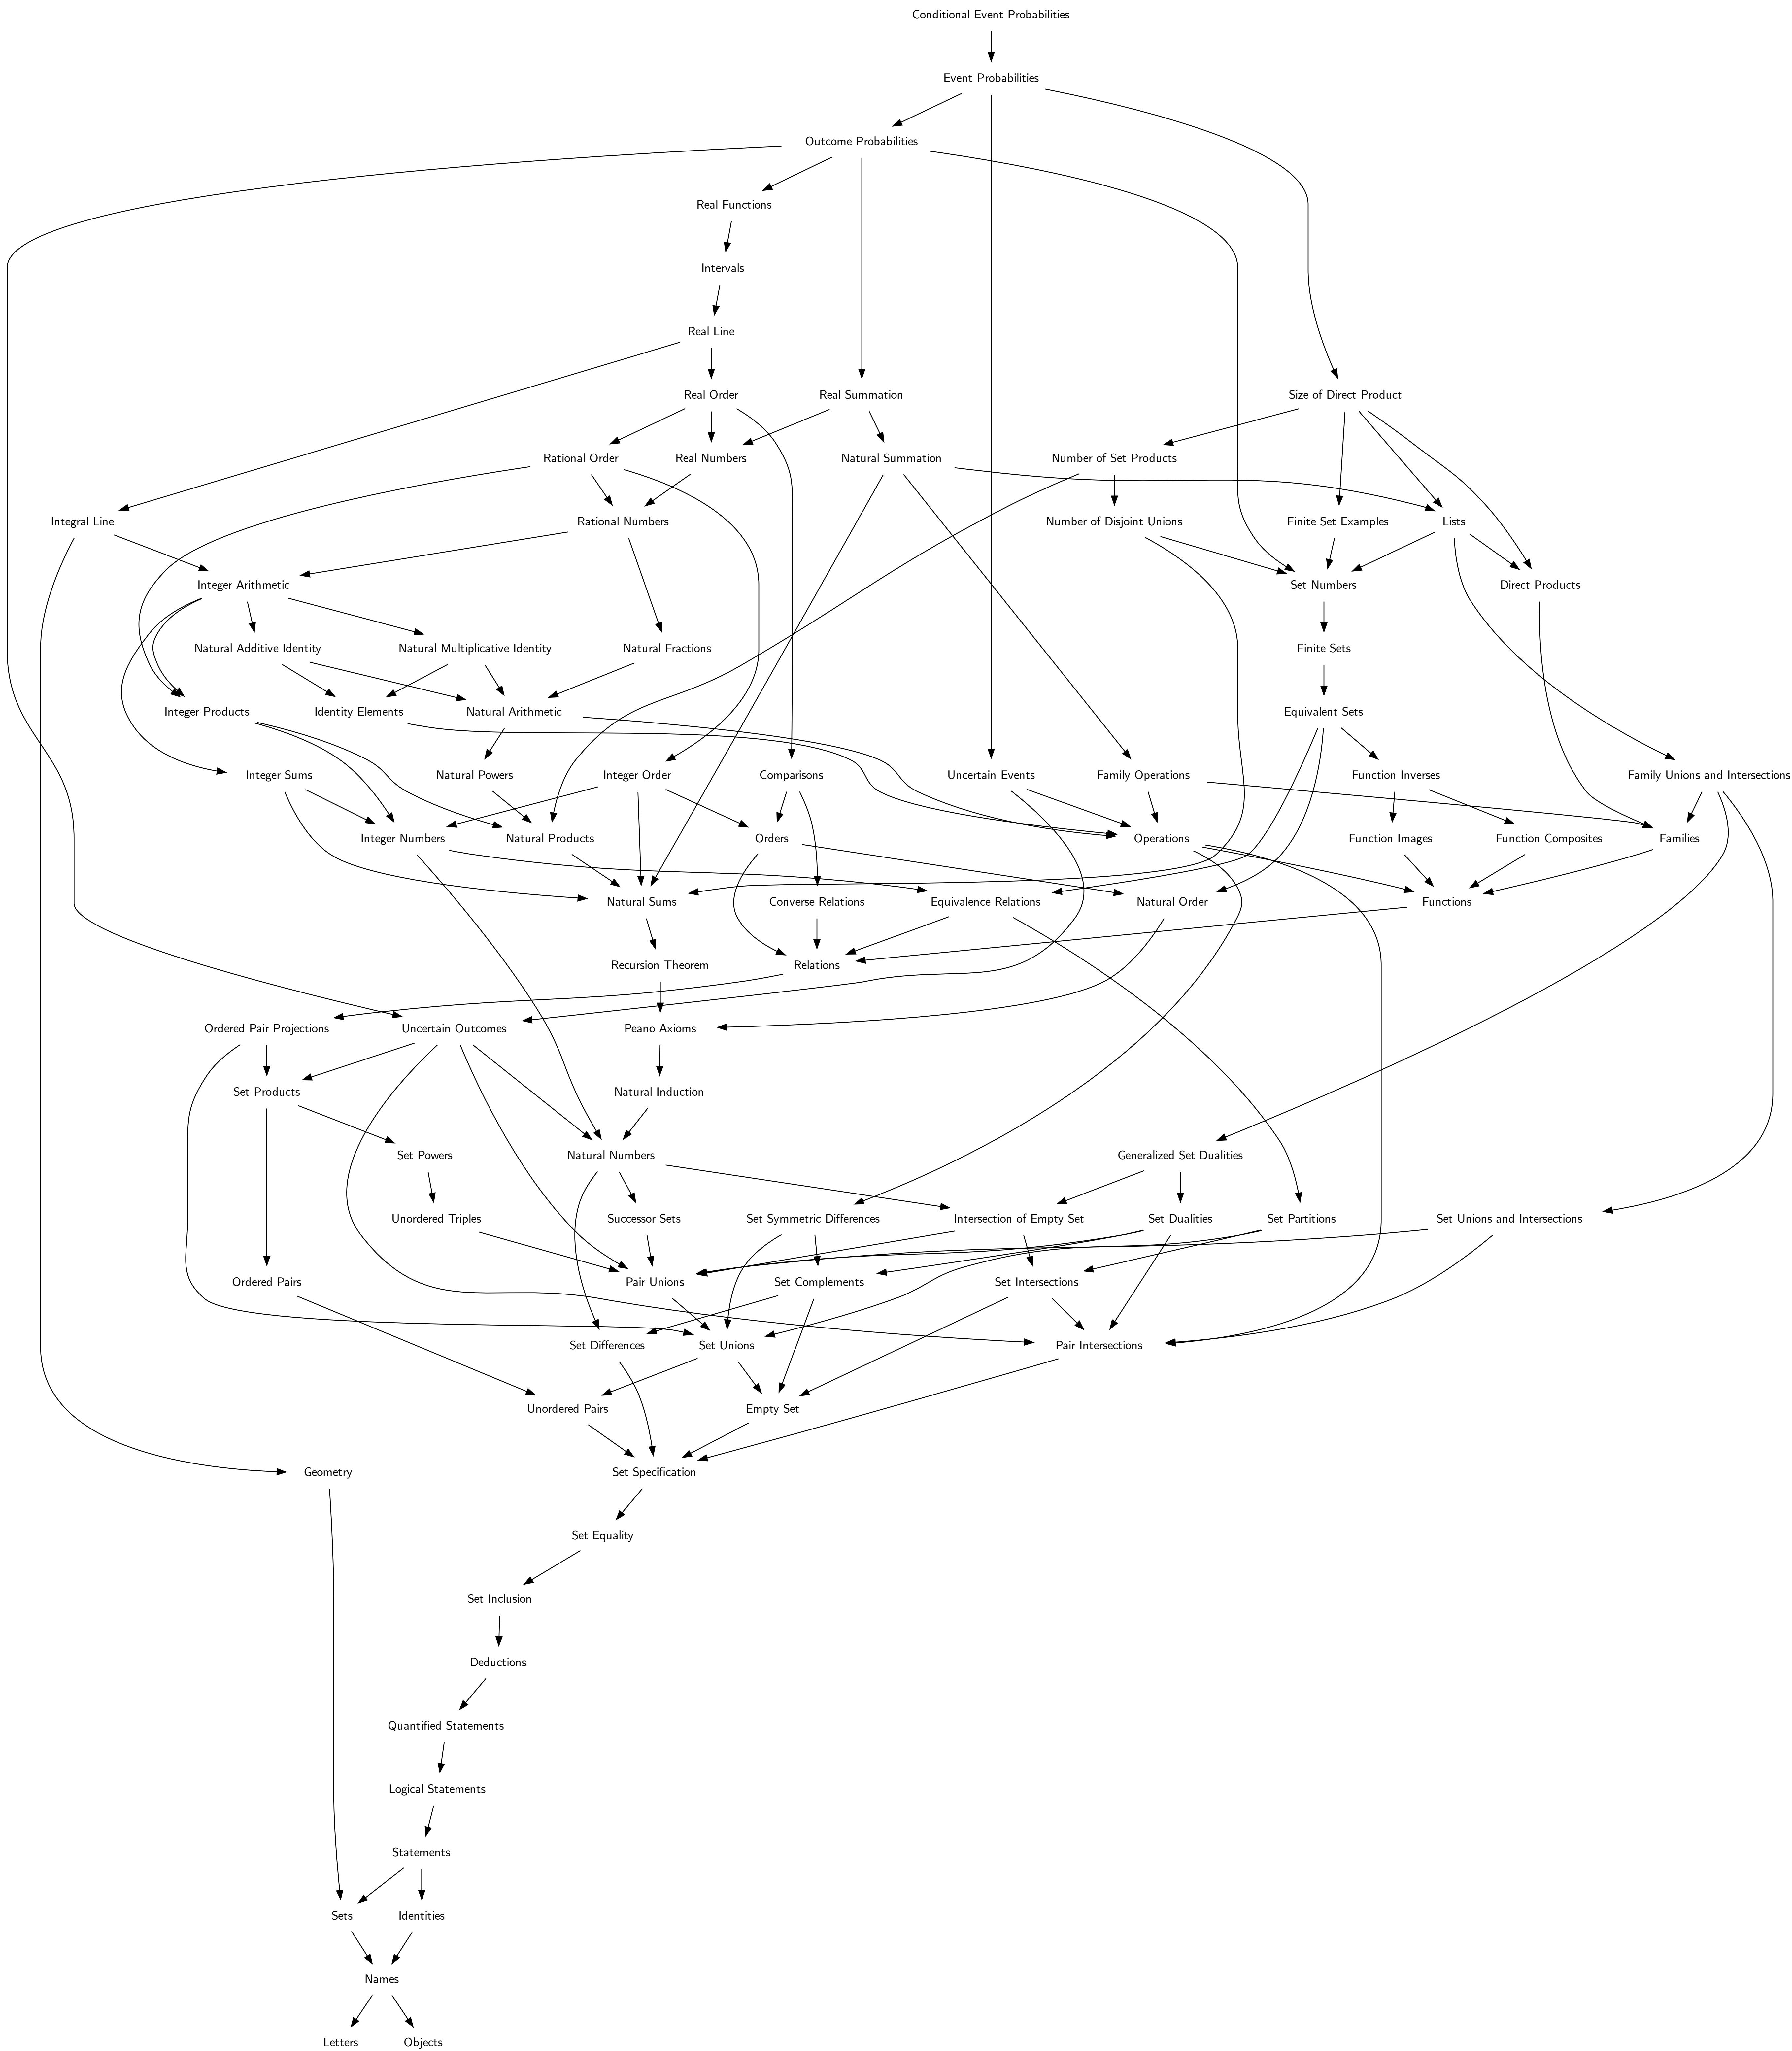 Conditional Event Probabilities
Event Probabilities
Outcome Probabilities
Real Functions
Intervals
Real Line
Real Order
Real Summation
Size of Direct Product
Rational Order
Real Numbers
Natural Summation
Number of Set Products
Integral Line
Rational Numbers
Number of Disjoint Unions
Finite Set Examples
Lists
Integer Arithmetic
Set Numbers
Direct Products
Natural Additive Identity
Natural Multiplicative Identity
Natural Fractions
Finite Sets
Integer Products
Identity Elements
Natural Arithmetic
Equivalent Sets
Integer Sums
Natural Powers
Integer Order
Comparisons
Uncertain Events
Family Operations
Function Inverses
Family Unions and Intersections
Integer Numbers
Natural Products
Orders
Operations
Function Images
Function Composites
Families
Natural Sums
Converse Relations
Equivalence Relations
Natural Order
Functions
Recursion Theorem
Relations
Ordered Pair Projections
Uncertain Outcomes
Peano Axioms
Set Products
Natural Induction
Set Powers
Natural Numbers
Generalized Set Dualities
Unordered Triples
Successor Sets
Set Symmetric Differences
Intersection of Empty Set
Set Dualities
Set Partitions
Set Unions and Intersections
Ordered Pairs
Pair Unions
Set Complements
Set Intersections
Set Differences
Set Unions
Pair Intersections
Unordered Pairs
Empty Set
Geometry
Set Specification
Set Equality
Set Inclusion
Deductions
Quantified Statements
Logical Statements
Statements
Sets
Identities
Names
Letters
Objects